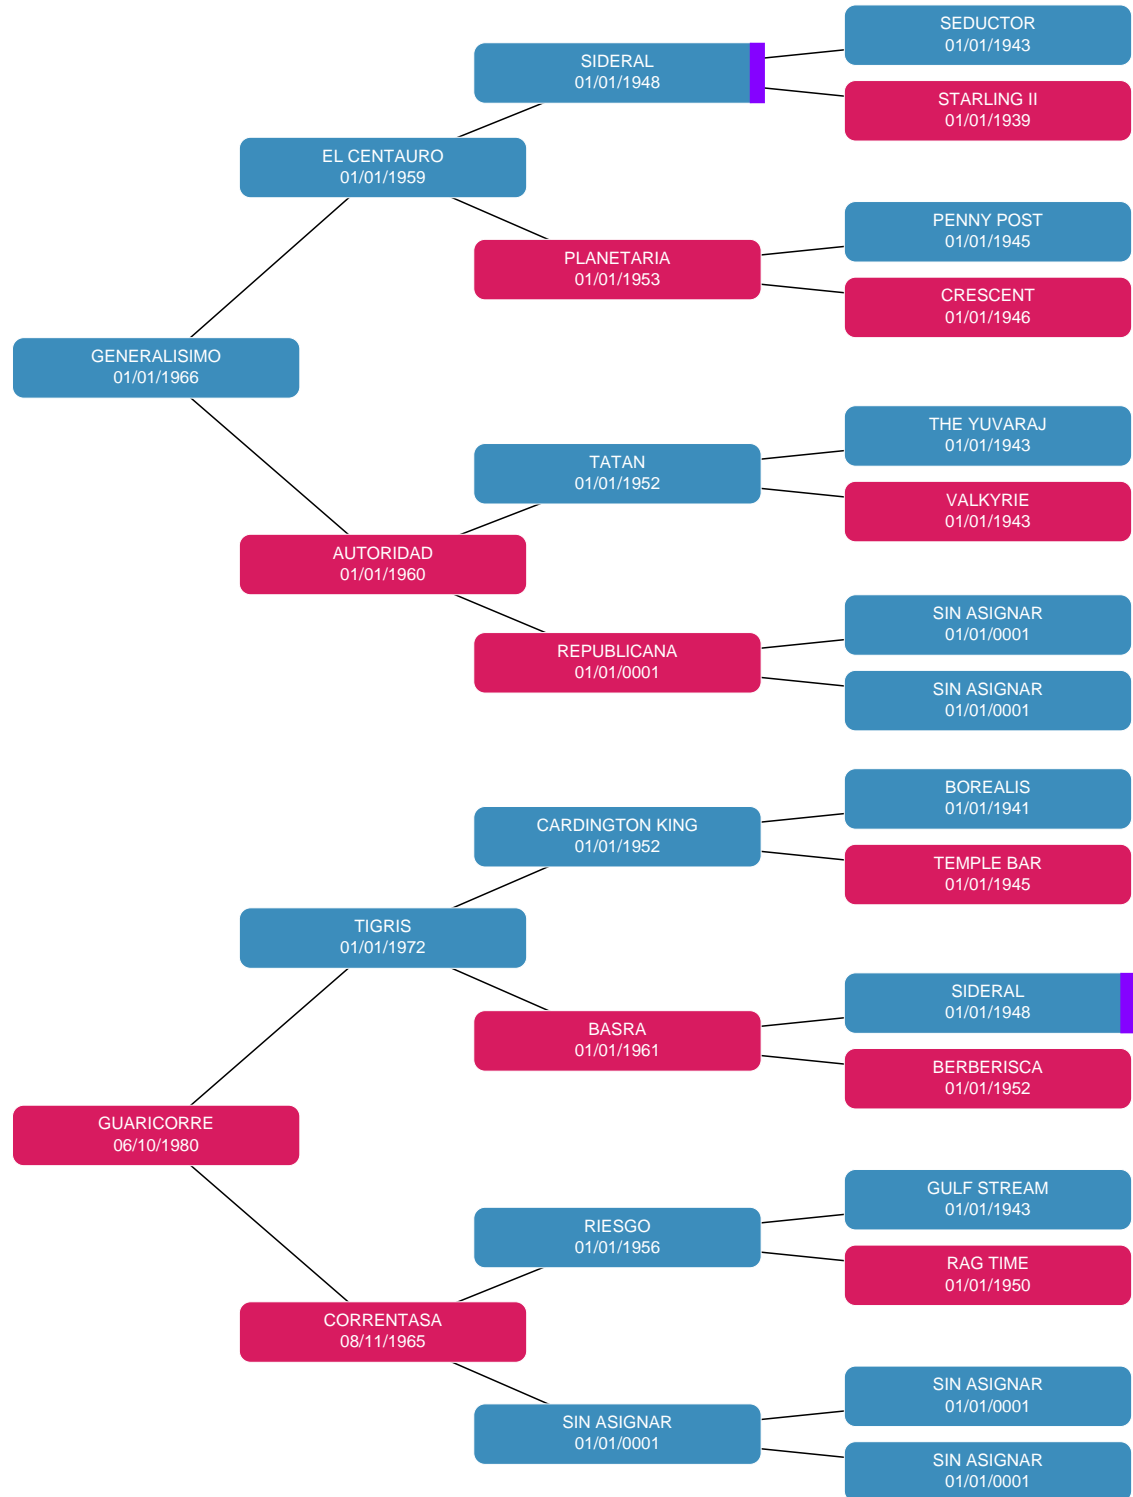 SEDUCTOR
01/01/1943
SIDERAL
01/01/1948
STARLING II
01/01/1939
EL CENTAURO
01/01/1959
PENNY POST
01/01/1945
PLANETARIA
01/01/1953
CRESCENT
01/01/1946
GENERALISIMO
01/01/1966
THE YUVARAJ
01/01/1943
TATAN
01/01/1952
VALKYRIE
01/01/1943
AUTORIDAD
01/01/1960
SIN ASIGNAR
01/01/0001
REPUBLICANA
01/01/0001
SIN ASIGNAR
01/01/0001
BOREALIS
01/01/1941
CARDINGTON KING
01/01/1952
TEMPLE BAR
01/01/1945
TIGRIS
01/01/1972
SIDERAL
01/01/1948
BASRA
01/01/1961
BERBERISCA
01/01/1952
GUARICORRE
06/10/1980
GULF STREAM
01/01/1943
RIESGO
01/01/1956
RAG TIME
01/01/1950
CORRENTASA
08/11/1965
SIN ASIGNAR
01/01/0001
SIN ASIGNAR
01/01/0001
SIN ASIGNAR
01/01/0001